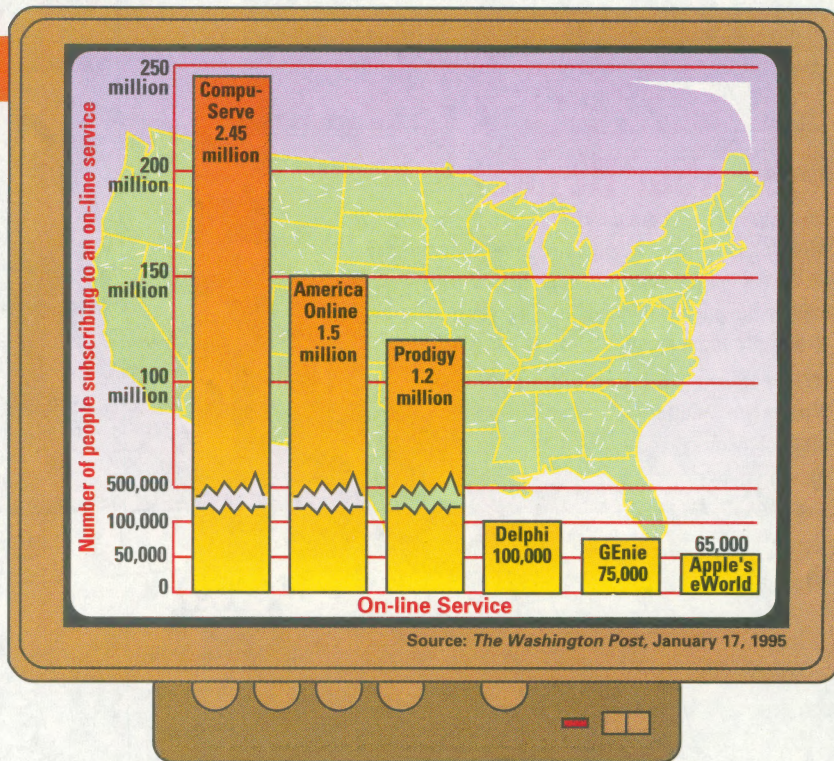 Number of people subscribing to an on-line service
250
million
200
million
150
million
100
million
500,000
100,000
50,000
0
Compu-
Serve
2.45
million
America
Online
1.5
million
Prodigy
1.2
million
Delphi
100,000
GEnie
75,000
65,000
Apple's
eWorld
On-line Service
Source: The Washington Post, January 17, 1995